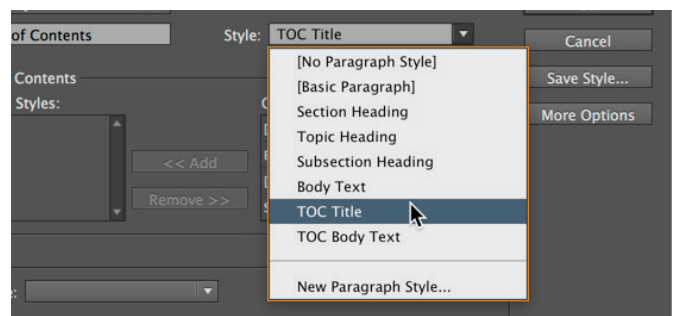 of Contents
Style: TOC Title
Cancel
[No Paragraph Style]
[Basic Paragraph]
Contents
Save Style...
Styles:
Section Heading
More Options
Topic Heading
<< Add
Subsection Heading
Remove >>
Body Text
TOC Title
TOC Body Text
New Paragraph Style...